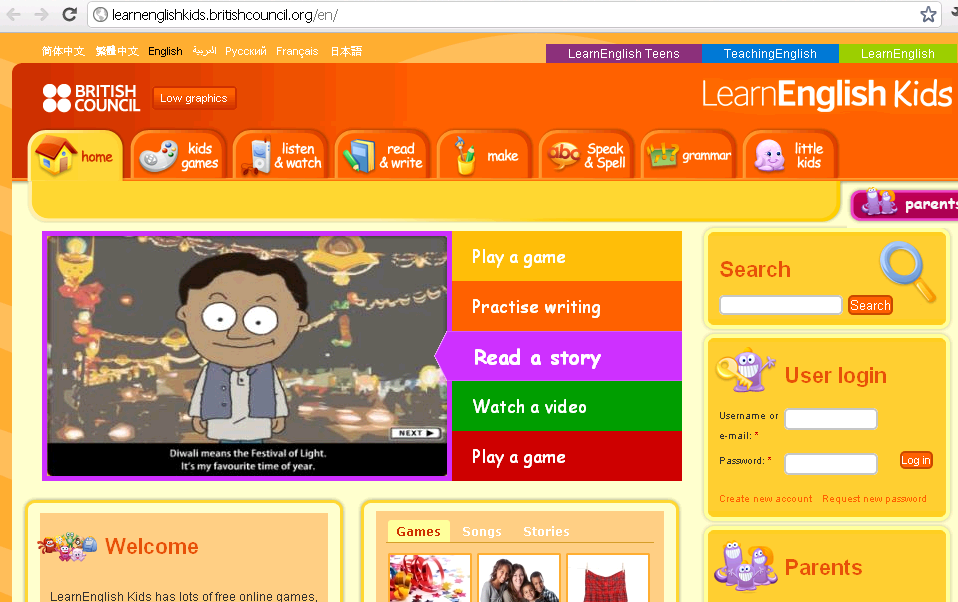 learnenglishkids.britishcouncil.org/en/
简体中文 繁體中文 English العربية Русский Français 日本語
LearnEnglish Teens TeachingEnglish LearnEnglish
BRITISH
COUNCIL
Low graphics
LearnEnglish Kids
home
kids
games
listen
& watch
read
& write
make
abc
Speak
& Spell
grammar
little
kids
parents
Play a game
Practise writing
Read a story
Watch a video
Play a game
NEXT
Diwali means the Festival of Light.
It's my favourite time of year.
Search
Search
User login
Username or
e-mail: *
Password: *
Log in
Create new account Request new password
Welcome
LearnEnglish Kids has lots of free online games,
Games Songs Stories
Parents